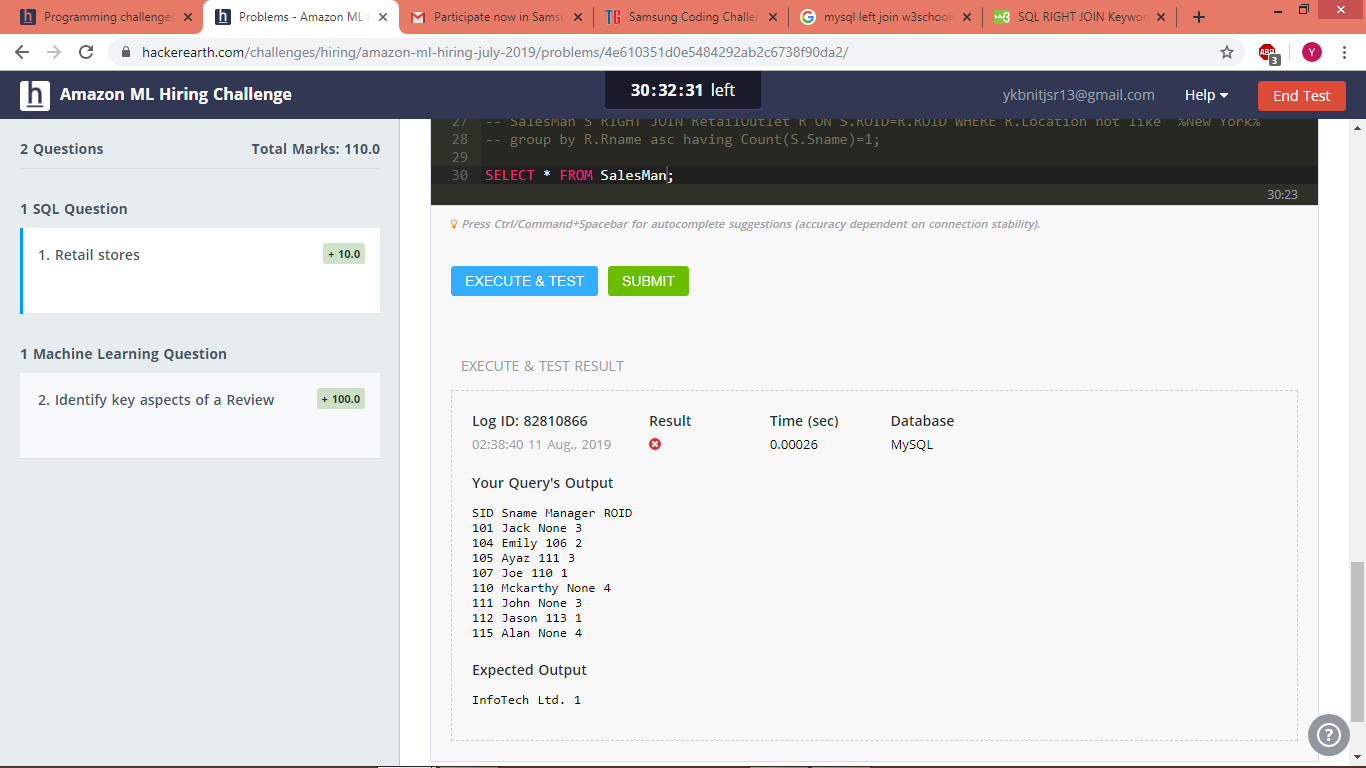 Programming challenges
Problems - Amazon ML H
Participate now in Samsu
TG Samsung Coding Challen
mysql left join w3school
SQL RIGHT JOIN Keywor
hackerearth.com/challenges/hiring/amazon-ml-hiring-july-2019/problems/4e610351d0e5484292ab2c6738f90da2/
ABP
3
Y
h Amazon ML Hiring Challenge
30:32:31 left
ykbnitjsr13@gmail.com
Help
End Test
2 Questions Total Marks: 110.0
1 SQL Question
1. Retail stores + 10.0
1 Machine Learning Question
2. Identify key aspects of a Review + 100.0
27 -- SalesMan S RIGHT JOIN RetailOutlet R ON S.ROID=R.ROID WHERE R.Location not like "%New York%"
28 -- group by R.Rname asc having Count(S.Sname)=1;
29
30 SELECT * FROM SalesMan;
30:23
Press Ctrl/Command+Spacebar for autocomplete suggestions (accuracy dependent on connection stability).
EXECUTE & TEST SUBMIT
EXECUTE & TEST RESULT
Log ID: 82810866 Result Time (sec) Database
02:38:40 11 Aug., 2019 0.00026 MySQL
Your Query's Output
SID Sname Manager ROID
101 Jack None 3
104 Emily 106 2
105 Ayaz 111 3
107 Joe 110 1
110 Mckarthy None 4
111 John None 3
112 Jason 113 1
115 Alan None 4
Expected Output
InfoTech Ltd. 1
?